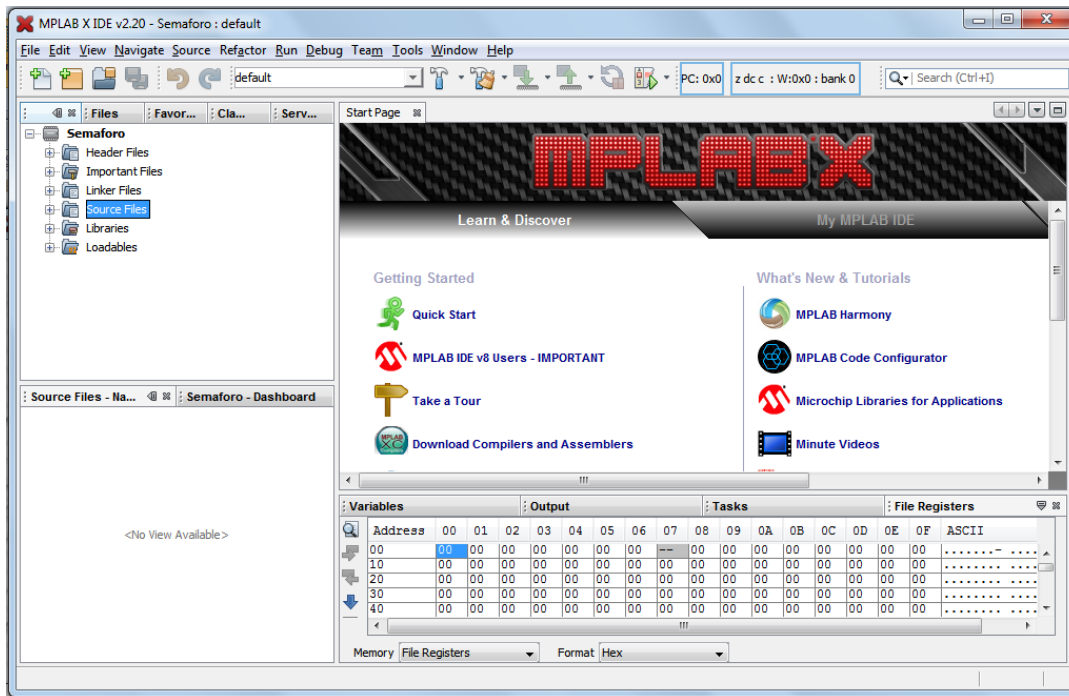 MPLAB X IDE v2.20 - Semaforo : default
File Edit View Navigate Source Refactor Run Debug Team Tools Window Help
default PC: 0x0 z dc c : W:0x0 : bank 0 Search (Ctrl+I)
Files Favor... Cla... Serv... Start Page
Semaforo
Header Files
Important Files
Linker Files
Source Files
Libraries
Loadables
MPLAB X
Learn & Discover My MPLAB IDE
Getting Started What's New & Tutorials
Quick Start MPLAB Harmony
MPLAB IDE v8 Users - IMPORTANT MPLAB Code Configurator
Take a Tour Microchip Libraries for Applications
MPLAB XC Download Compilers and Assemblers Minute Videos
Source Files - Na... Semaforo - Dashboard
<No View Available>
Variables Output Tasks File Registers
Address 00 01 02 03 04 05 06 07 08 09 0A 0B 0C 0D 0E 0F ASCII
00 00 00 00 00 00 00 00 -- 00 00 00 00 00 00 00 00 .......- ....
10 00 00 00 00 00 00 00 00 00 00 00 00 00 00 00 00 ........ ....
20 00 00 00 00 00 00 00 00 00 00 00 00 00 00 00 00 ........ ....
30 00 00 00 00 00 00 00 00 00 00 00 00 00 00 00 00 ........ ....
40 00 00 00 00 00 00 00 00 00 00 00 00 00 00 00 00 ........ ....
Memory File Registers Format Hex